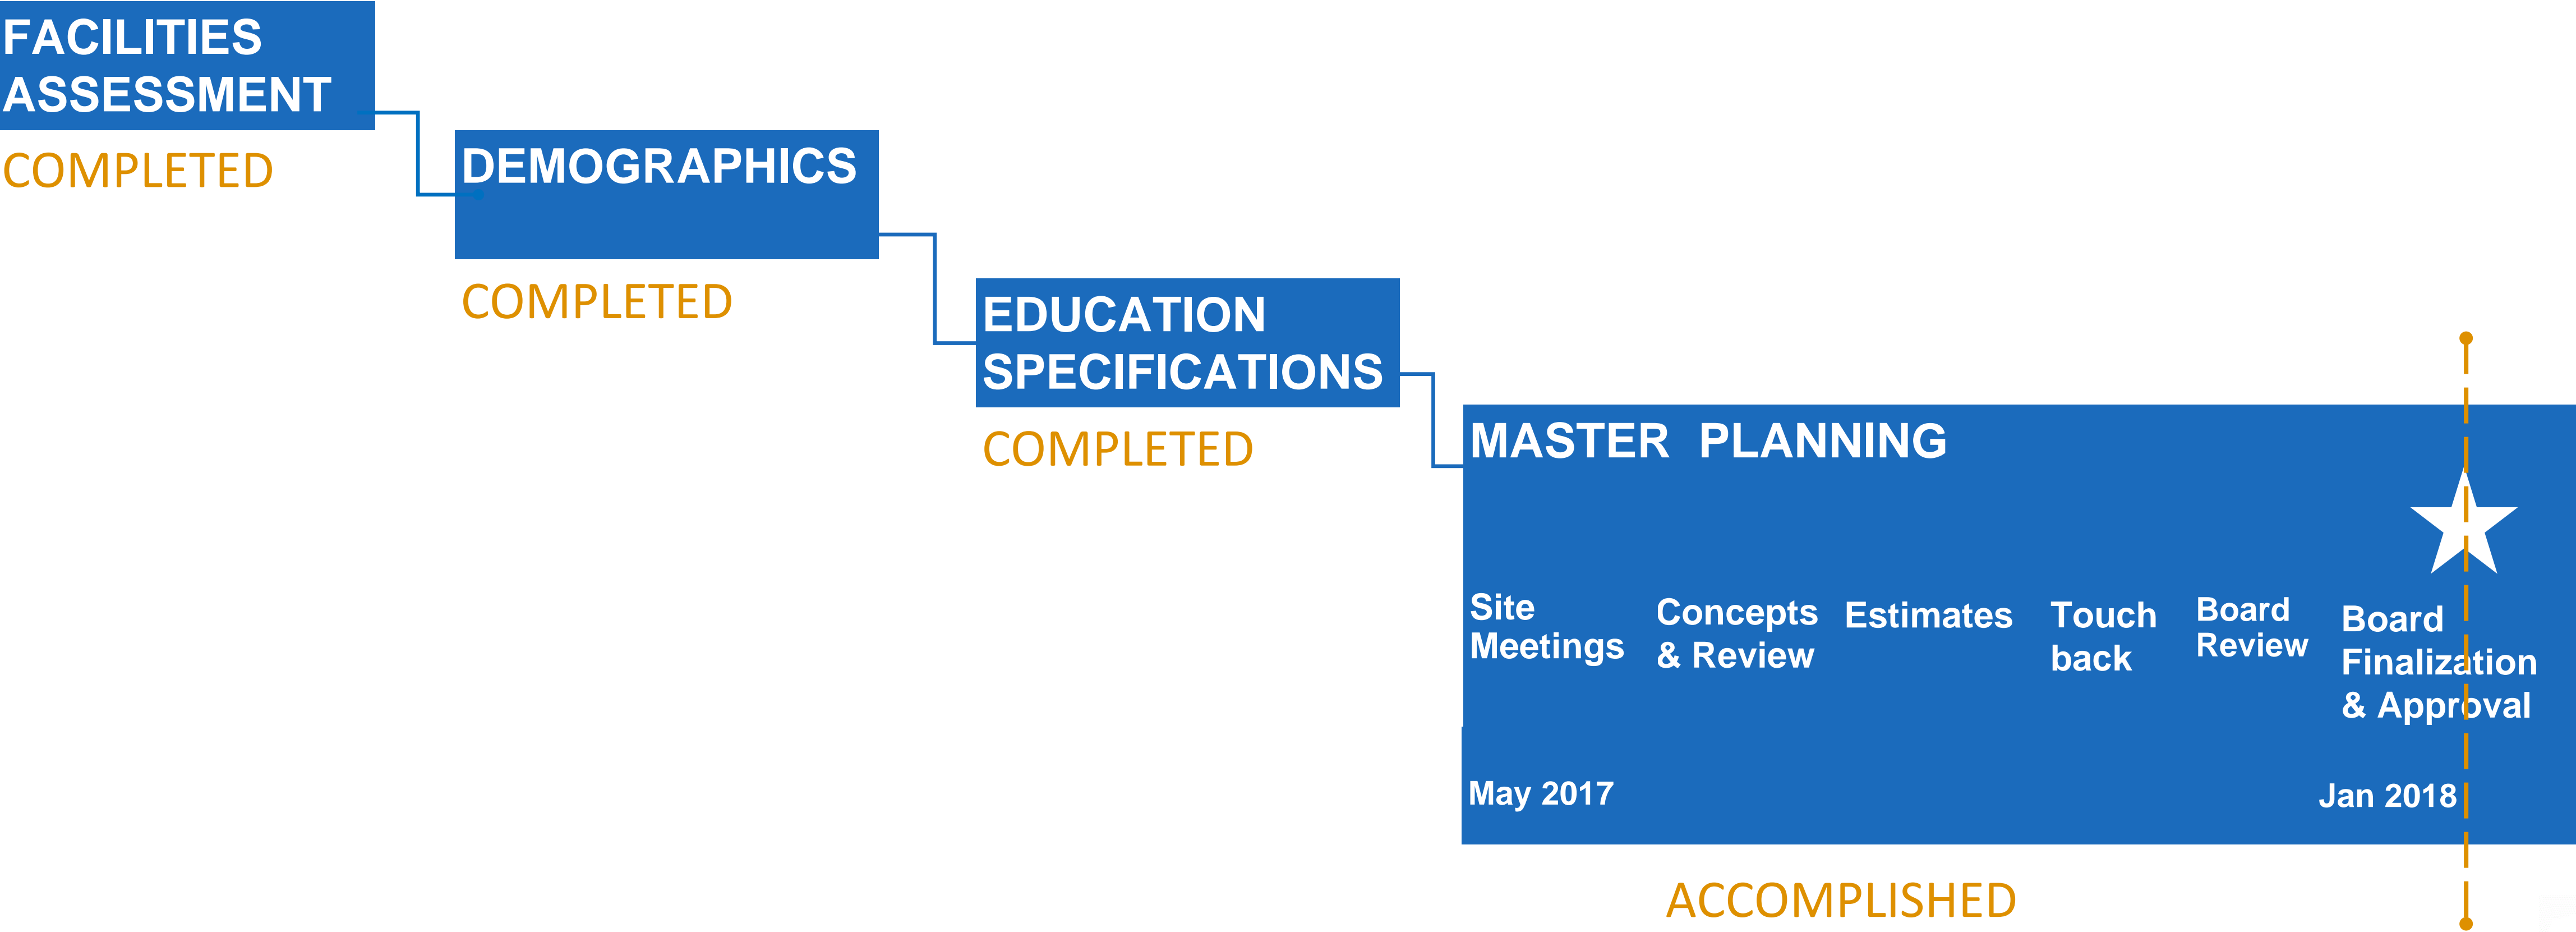 FACILITIES
ASSESSMENT
COMPLETED
DEMOGRAPHICS
COMPLETED
EDUCATION
SPECIFICATIONS
COMPLETED
MASTER PLANNING
Site
Meetings
Concepts
& Review
Estimates
Touch
back
Board
Review
Board
Finalization
& Approval
May 2017
Jan 2018
ACCOMPLISHED